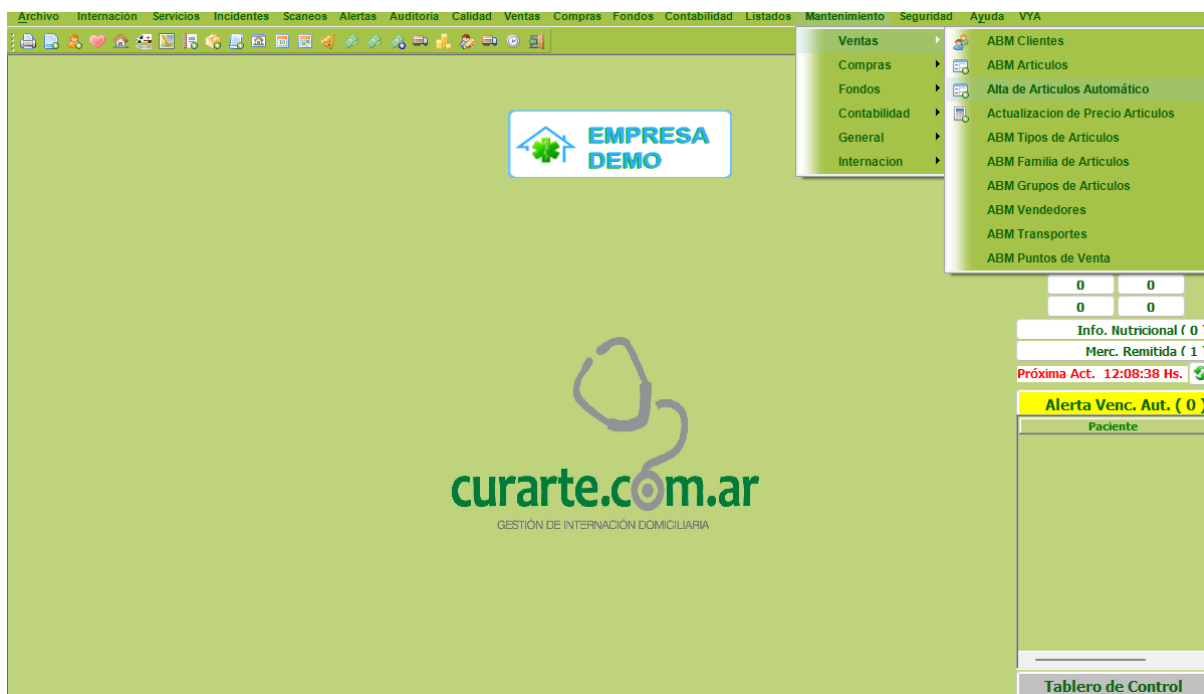 Archivo Internación Servicios Incidentes Scaneos Alertas Auditoria Calidad Ventas Compras Fondos Contabilidad Listados Mantenimiento Seguridad Ayuda VYA
Ventas
Compras
Fondos
Contabilidad
General
Internacion
ABM Clientes
ABM Articulos
Alta de Articulos Automático
Actualizacion de Precio Articulos
ABM Tipos de Articulos
ABM Familia de Articulos
ABM Grupos de Articulos
ABM Vendedores
ABM Transportes
ABM Puntos de Venta
EMPRESA
DEMO
0 0
0 0
Info. Nutricional ( 0 )
Merc. Remitida ( 1 )
Próxima Act. 12:08:38 Hs.
Alerta Venc. Aut. ( 0 )
Paciente
curarte.com.ar
GESTIÓN DE INTERNACIÓN DOMICILIARIA
Tablero de Control